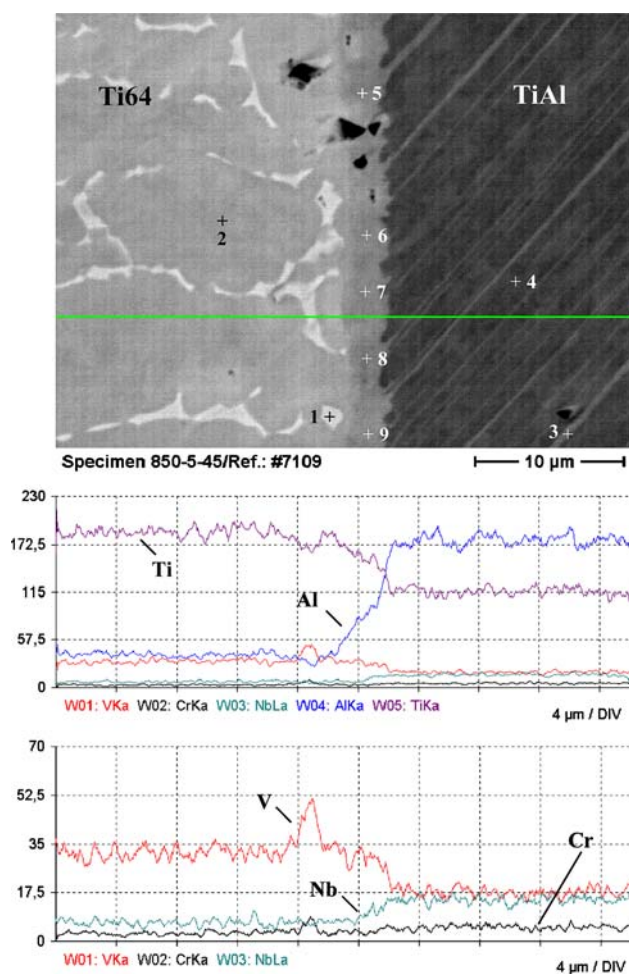 Ti64
TiAl
+ 5
+ 2
+ 6
+ 7
+ 4
+ 8
1 +
+ 9
3 +
Specimen 850-5-45/Ref.: #7109
10 µm
230
172,5
115
57,5
0
Ti
Al
W01: VKa W02: CrKa W03: NbLa W04: AlKa W05: TiKa
4 µm / DIV
70
52,5
35
17,5
0
V
Nb
Cr
W01: VKa W02: CrKa W03: NbLa
4 µm / DIV